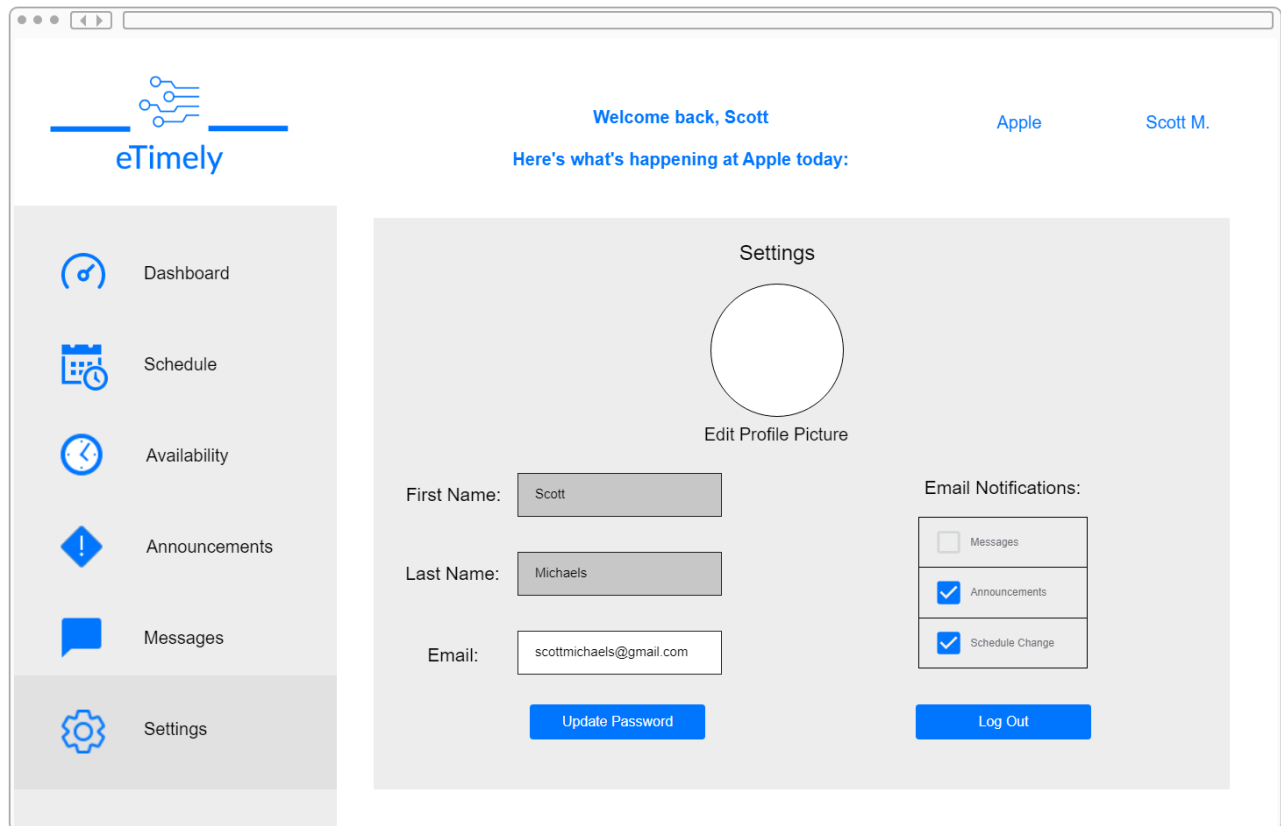 eTimely
Welcome back, Scott
Here's what's happening at Apple today:
Apple
Scott M.
Dashboard
Schedule
Availability
Announcements
Messages
Settings
Settings
Edit Profile Picture
First Name:
Scott
Last Name:
Michaels
Email:
scottmichaels@gmail.com
Update Password
Email Notifications:
Messages
Announcements
Schedule Change
Log Out